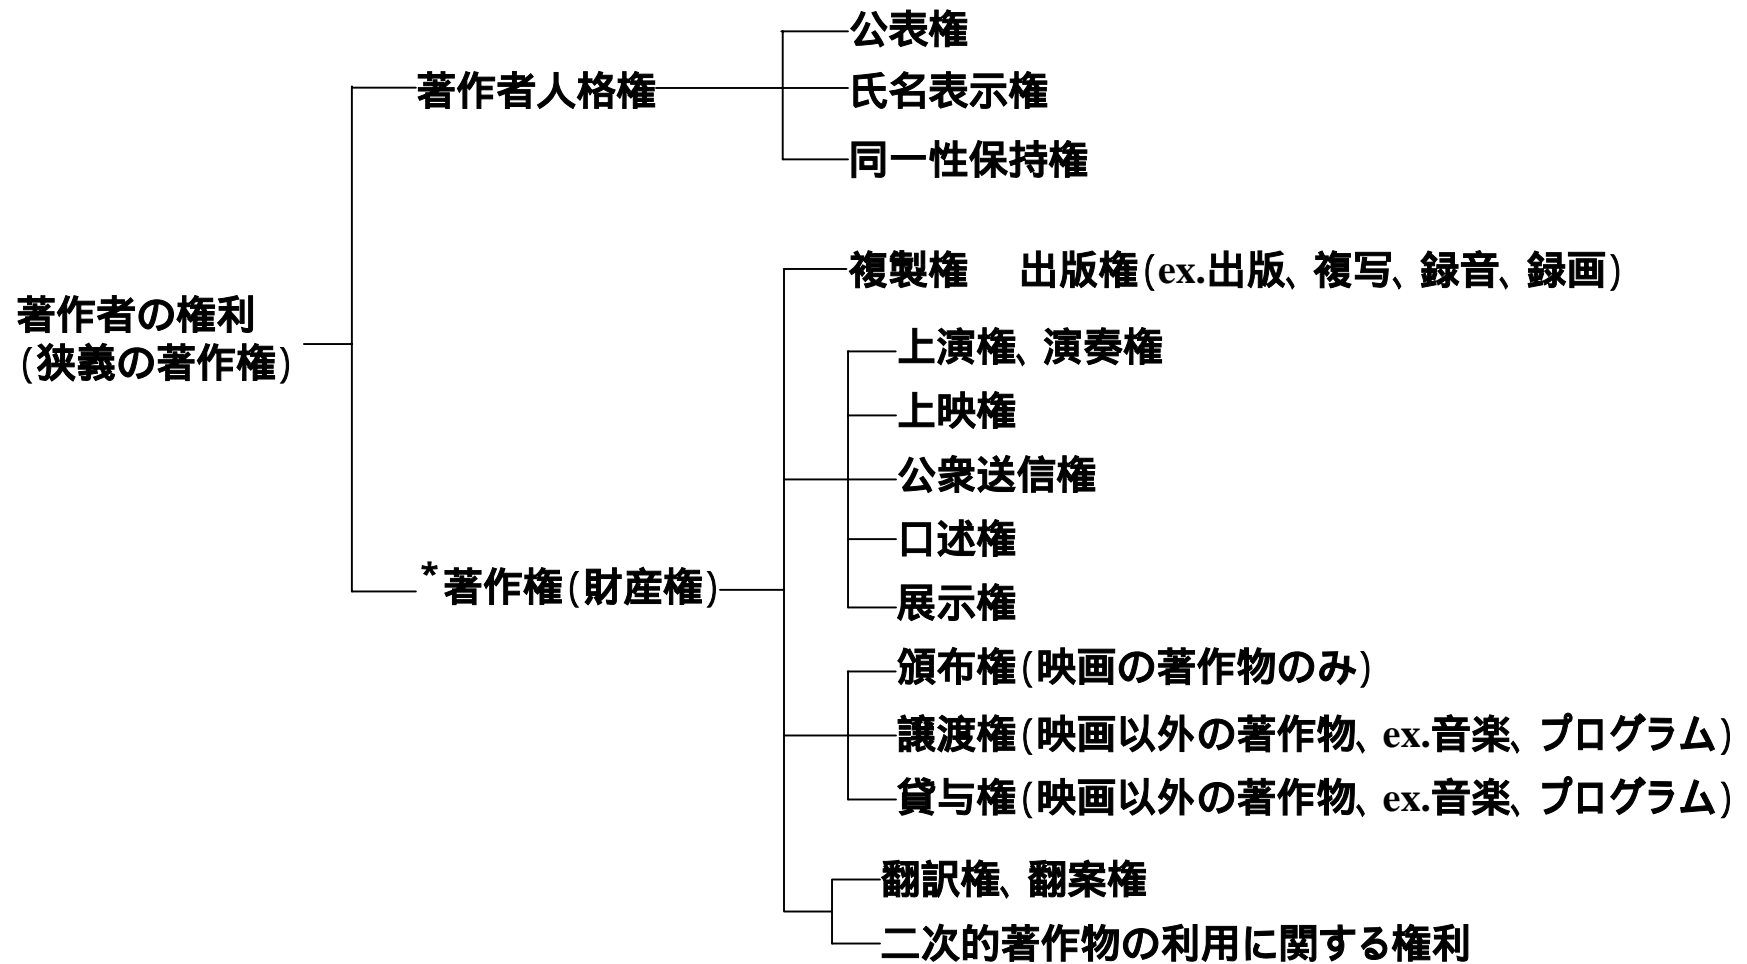 公表権
著作者人格権
氏名表示権
同一性保持権
著作者の権利
(狭義の著作権)
複製権 出版権(ex.出版、複写、録音、録画)
上演権、演奏権
上映権
公衆送信権
口述権
*著作権(財産権)
展示権
頒布権(映画の著作物のみ)
譲渡権(映画以外の著作物、ex.音楽、プログラム)
貸与権(映画以外の著作物、ex.音楽、プログラム)
翻訳権、翻案権
二次的著作物の利用に関する権利